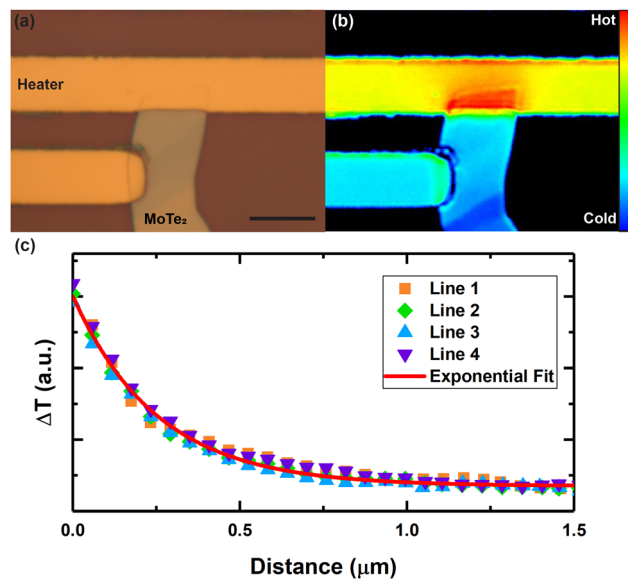 (a)
Heater
MoTe₂
(b)
Hot
Cold
(c)
ΔT (a.u.)
Line 1
Line 2
Line 3
Line 4
Exponential Fit
0.0 0.5 1.0 1.5
Distance (μm)